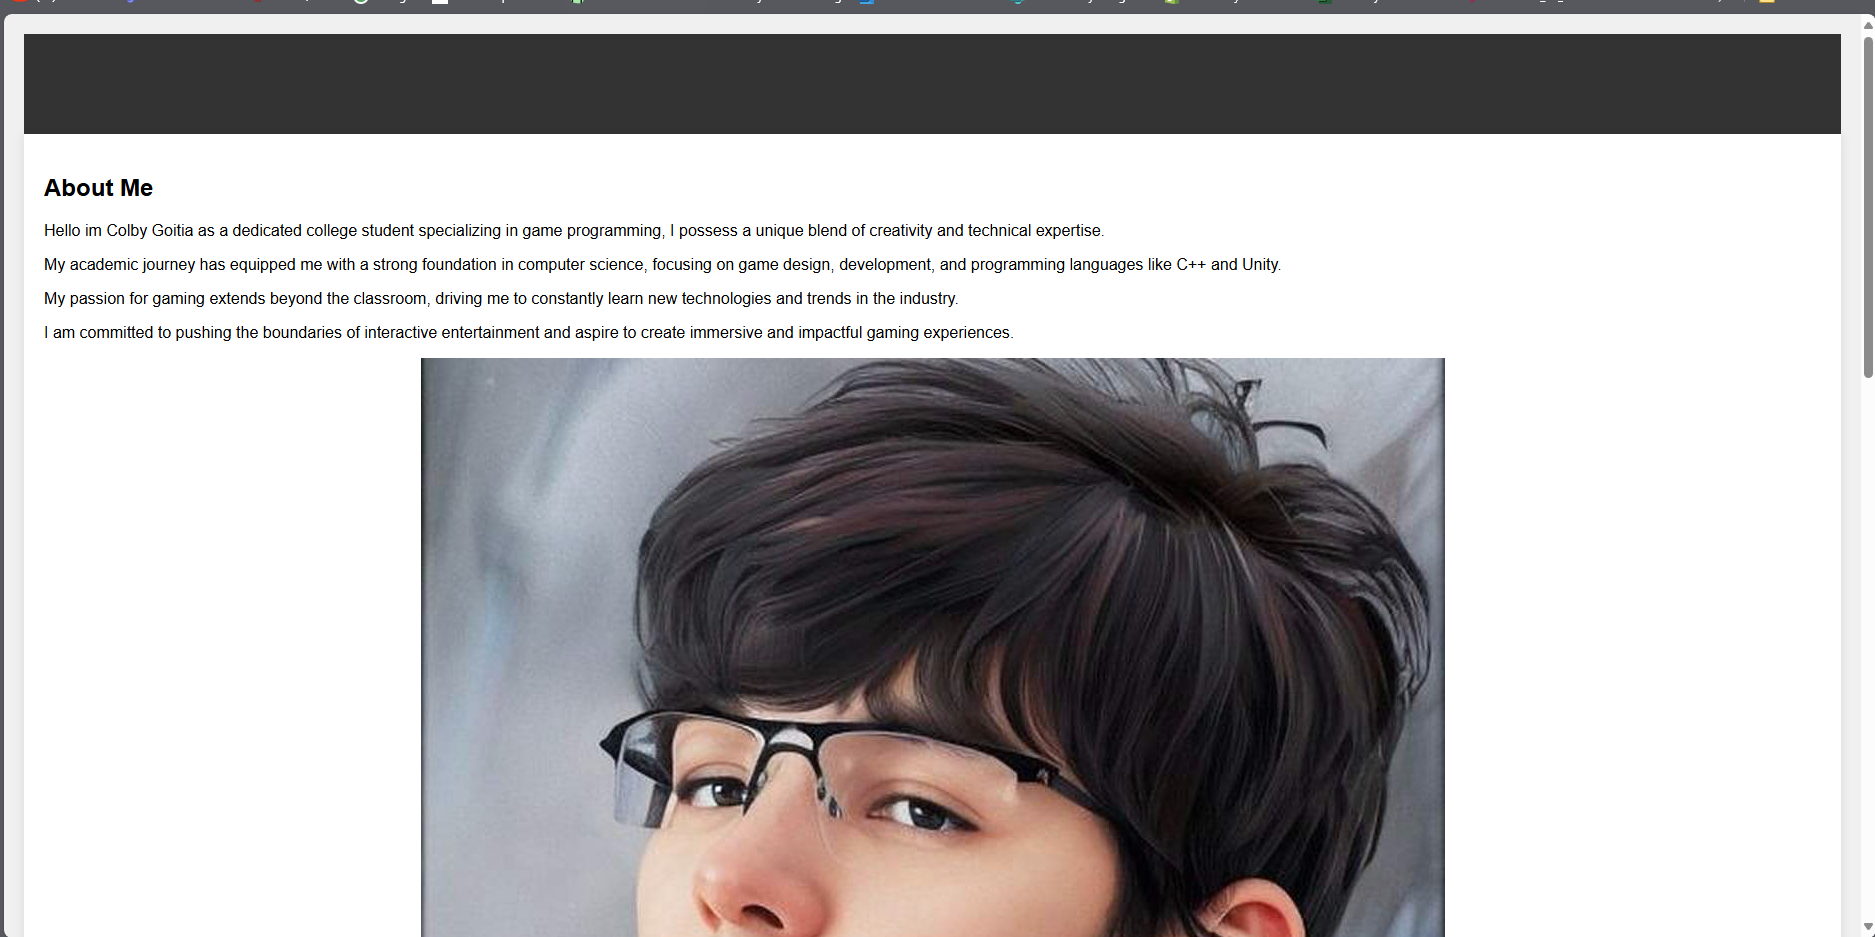 About Me
Hello im Colby Goitia as a dedicated college student specializing in game programming, I possess a unique blend of creativity and technical expertise.
My academic journey has equipped me with a strong foundation in computer science, focusing on game design, development, and programming languages like C++ and Unity.
My passion for gaming extends beyond the classroom, driving me to constantly learn new technologies and trends in the industry.
I am committed to pushing the boundaries of interactive entertainment and aspire to create immersive and impactful gaming experiences.